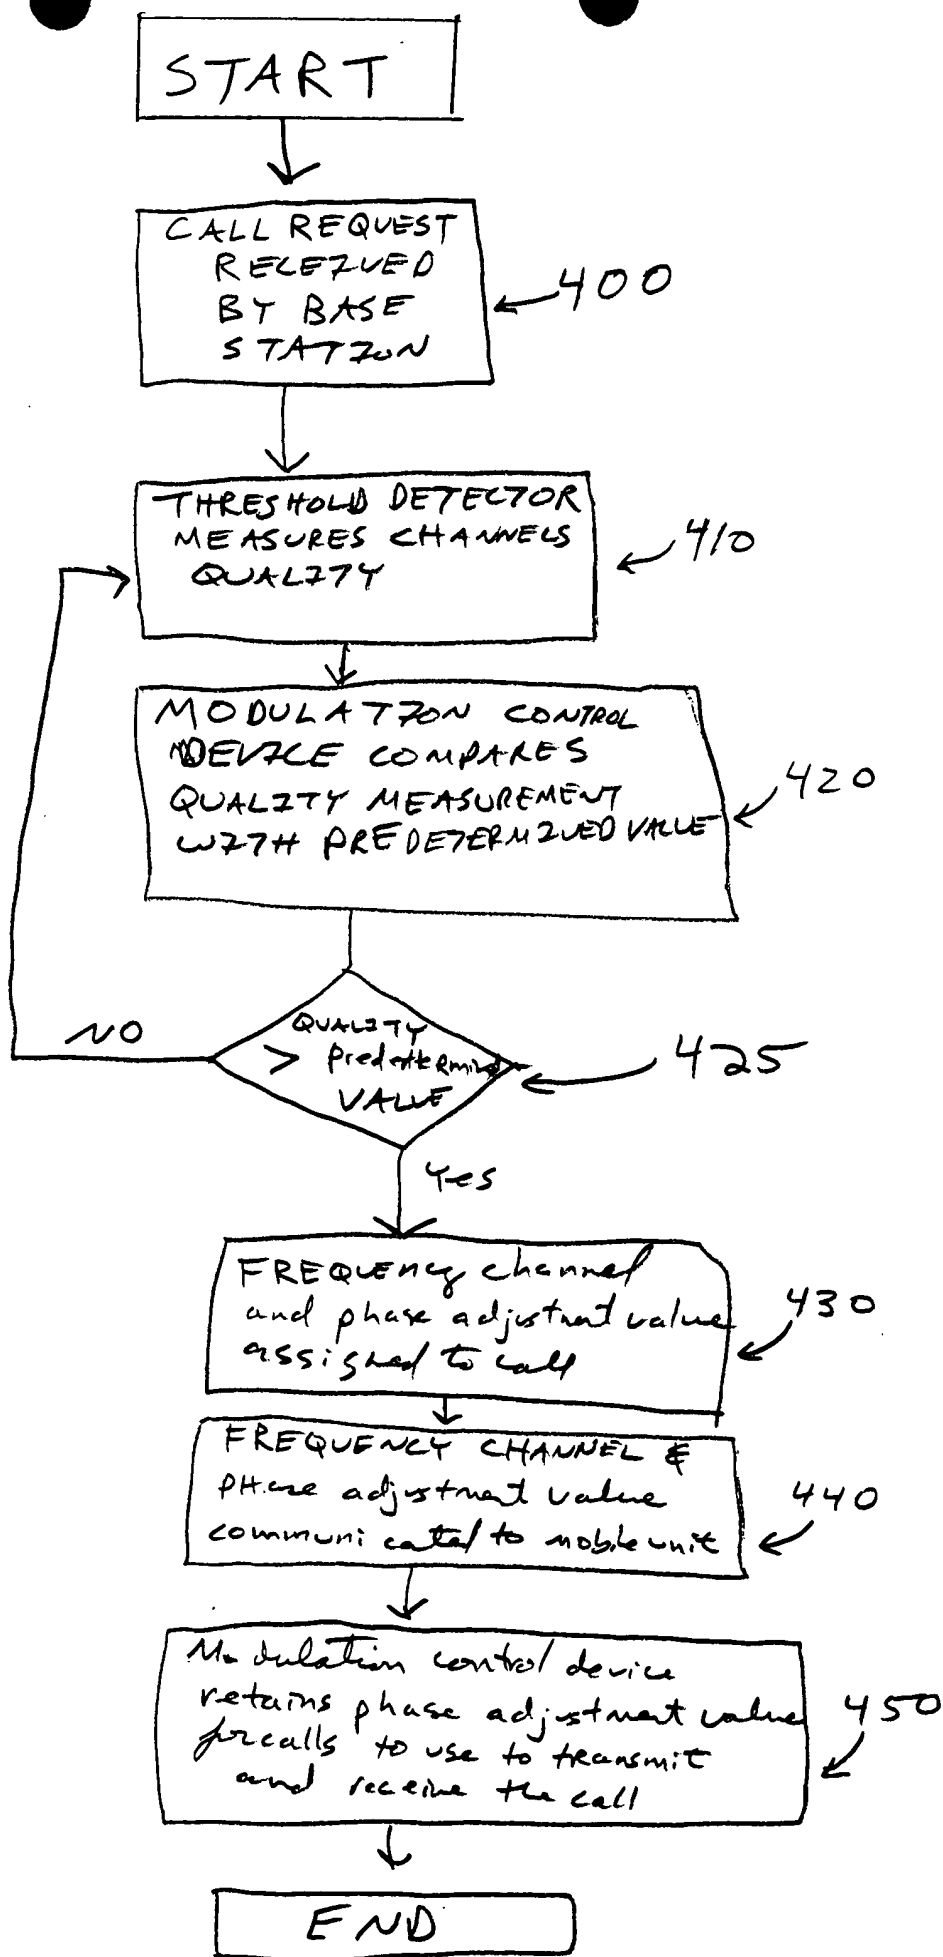 START
CALL REQUEST
RECEIVED
BY BASE
STATION
400
THRESHOLD DETECTOR
MEASURES CHANNELS
QUALITY
410
MODULATION CONTROL
DEVICE COMPARES
QUALITY MEASUREMENT
WITH PREDETERMINED VALUE
420
QUALITY
> Predetermined
VALUE
425
NO
Yes
FREQUENCY channel
and phase adjustment value
assigned to call
430
FREQUENCY CHANNEL &
PHase adjustment value
communicated to mobile unit
440
Modulation control device
retains phase adjustment value
for calls to use to transmit
and receive the call
450
END